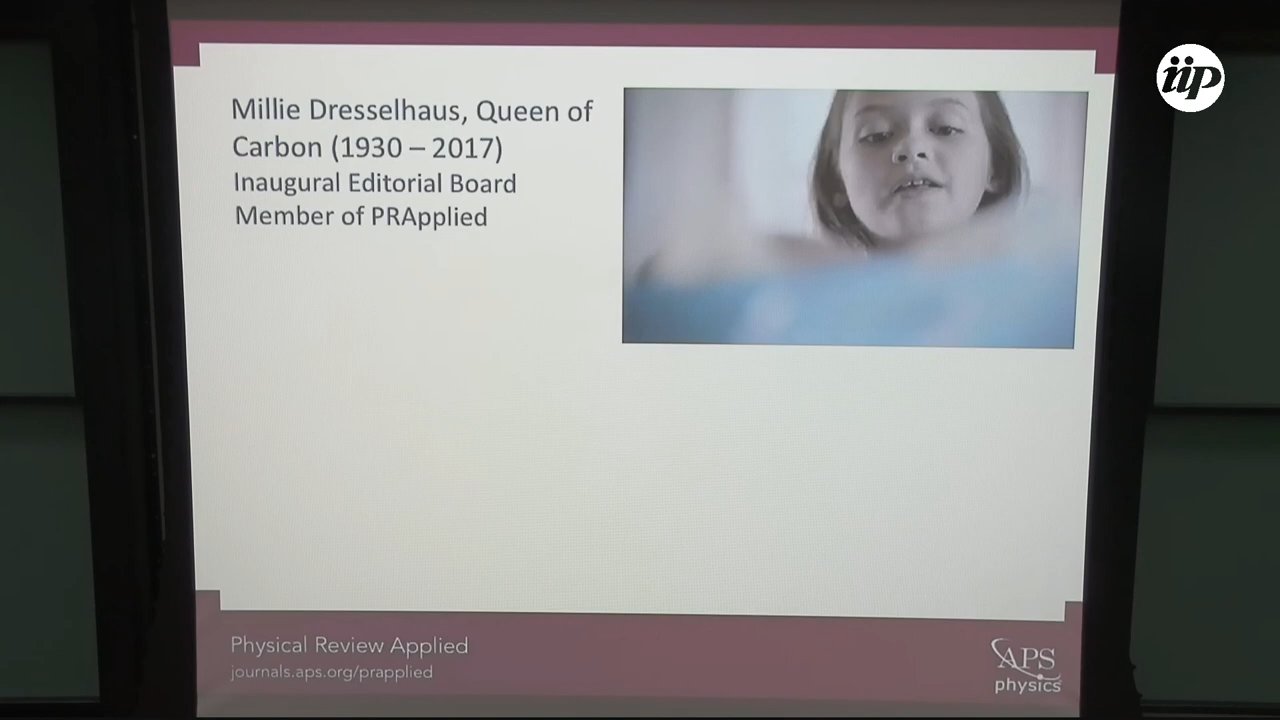 iip
Millie Dresselhaus, Queen of
Carbon (1930 – 2017)
Inaugural Editorial Board
Member of PRApplied
Physical Review Applied
journals.aps.org/prapplied
APS
physics